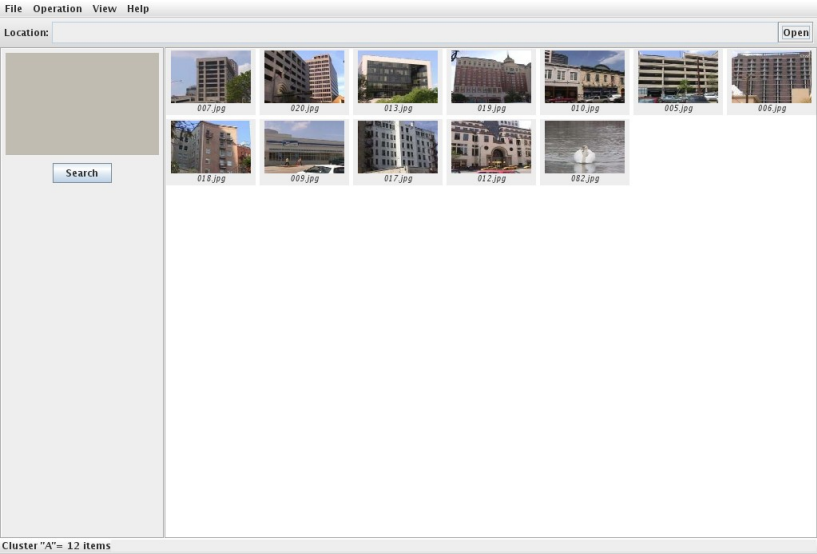 File Operation View Help
Location: Open
007.jpg 020.jpg 013.jpg 019.jpg 010.jpg 005.jpg 006.jpg
Search
018.jpg 009.jpg 017.jpg 012.jpg 082.jpg
Cluster "A"= 12 items